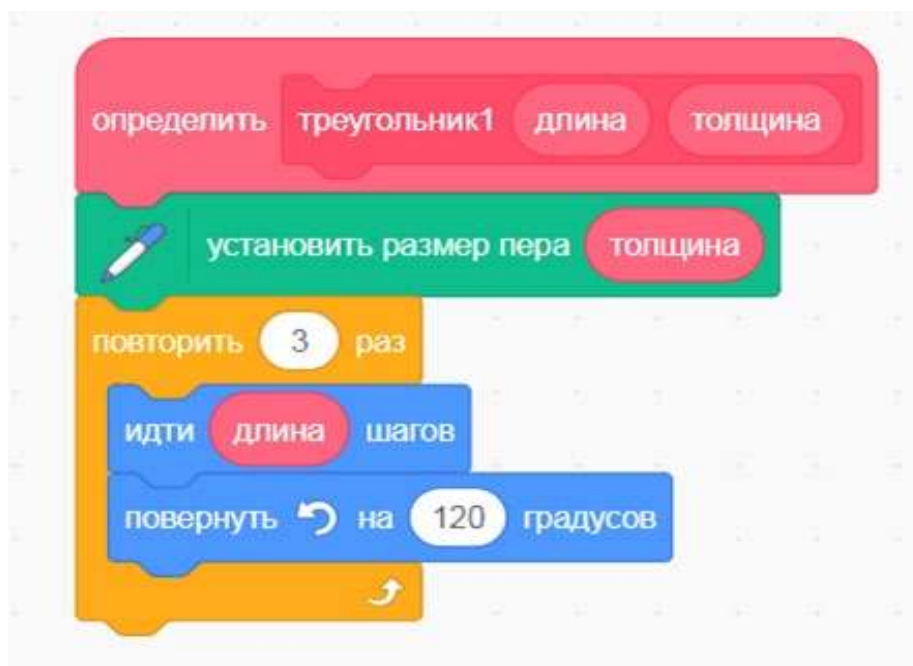 определить треугольник1 длина толщина
установить размер пера толщина
повторить 3 раз
идти длина шагов
повернуть на 120 градусов